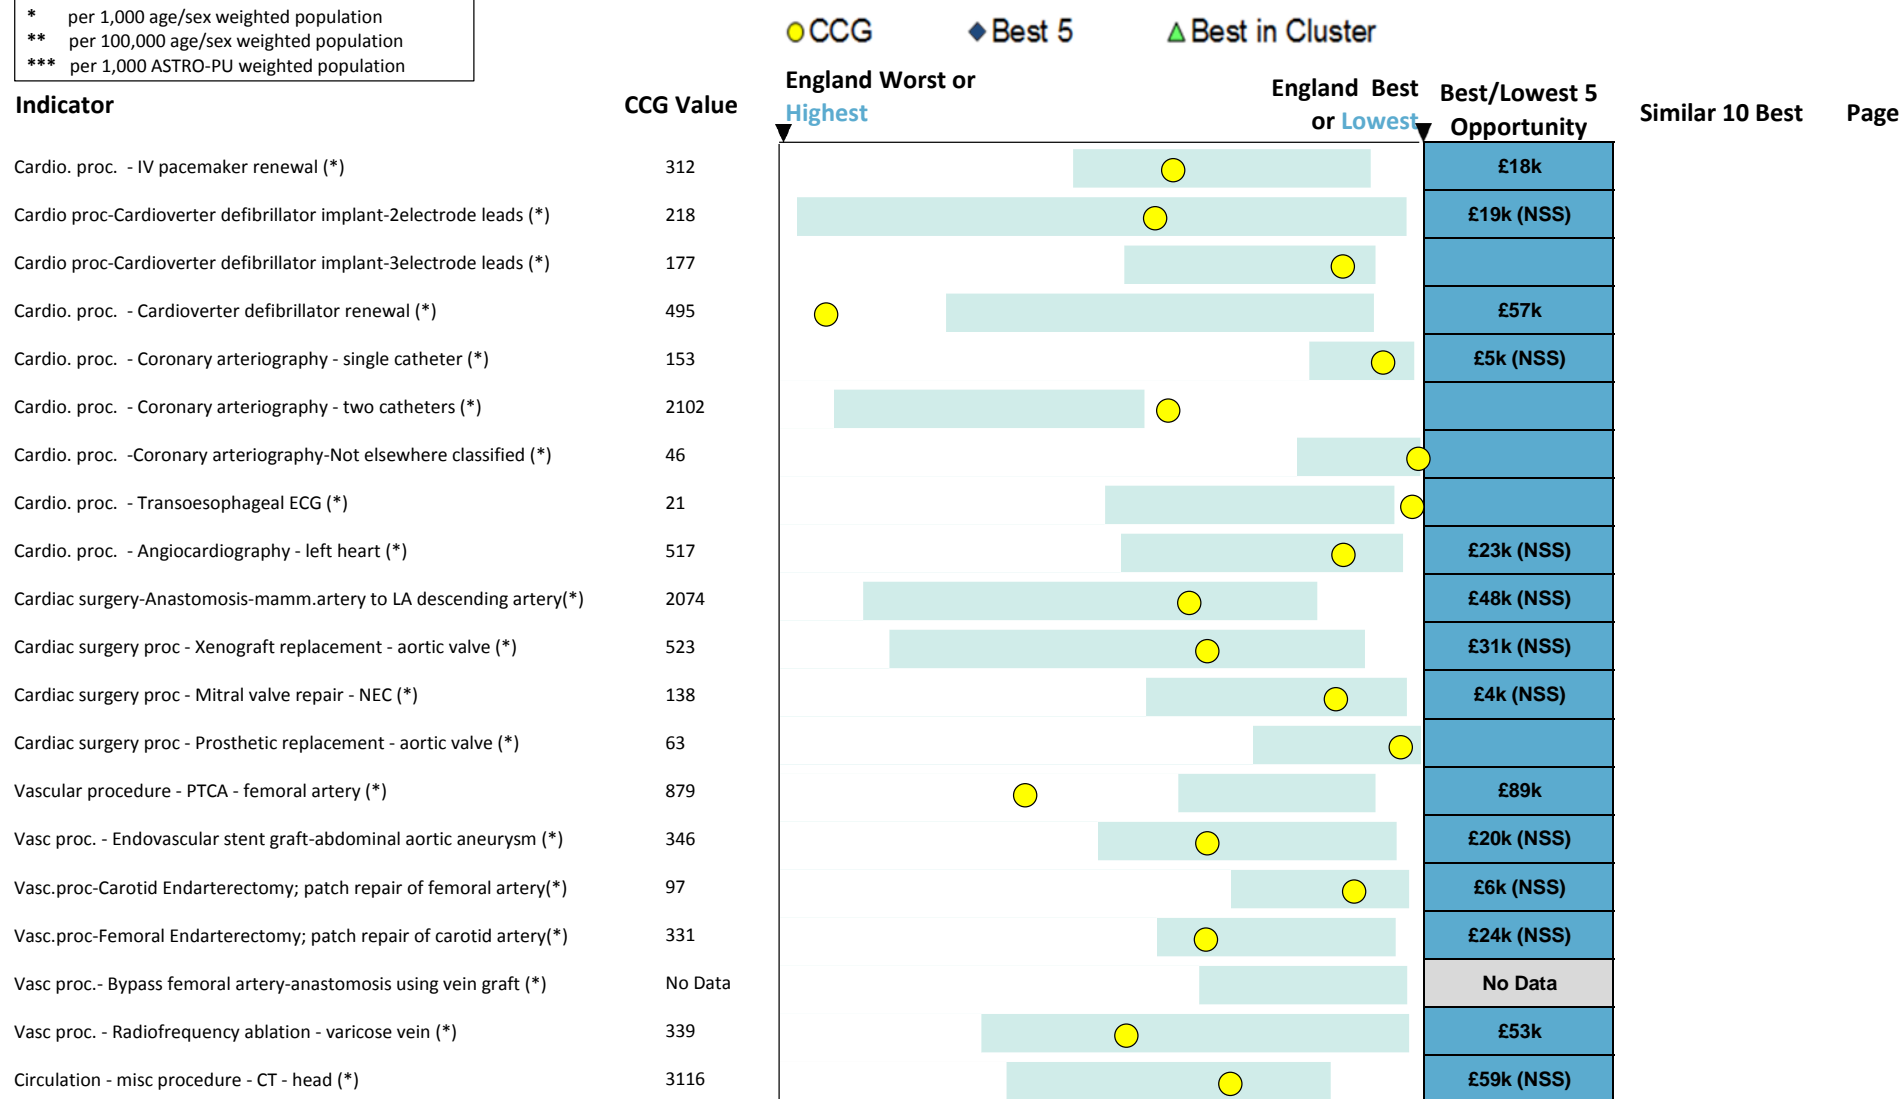 * per 1,000 age/sex weighted population
** per 100,000 age/sex weighted population
*** per 1,000 ASTRO-PU weighted population
CCG Best 5 Best in Cluster
Indicator CCG Value England Worst or Highest England Best or Lowest Best/Lowest 5 Opportunity Similar 10 Best Page
Cardio. proc. - IV pacemaker renewal (*) 312 £18k
Cardio proc-Cardioverter defibrillator implant-2electrode leads (*) 218 £19k (NSS)
Cardio proc-Cardioverter defibrillator implant-3electrode leads (*) 177
Cardio. proc. - Cardioverter defibrillator renewal (*) 495 £57k
Cardio. proc. - Coronary arteriography - single catheter (*) 153 £5k (NSS)
Cardio. proc. - Coronary arteriography - two catheters (*) 2102
Cardio. proc. -Coronary arteriography-Not elsewhere classified (*) 46
Cardio. proc. - Transoesophageal ECG (*) 21
Cardio. proc. - Angiocardiography - left heart (*) 517 £23k (NSS)
Cardiac surgery-Anastomosis-mamm.artery to LA descending artery(*) 2074 £48k (NSS)
Cardiac surgery proc - Xenograft replacement - aortic valve (*) 523 £31k (NSS)
Cardiac surgery proc - Mitral valve repair - NEC (*) 138 £4k (NSS)
Cardiac surgery proc - Prosthetic replacement - aortic valve (*) 63
Vascular procedure - PTCA - femoral artery (*) 879 £89k
Vasc proc. - Endovascular stent graft-abdominal aortic aneurysm (*) 346 £20k (NSS)
Vasc.proc-Carotid Endarterectomy; patch repair of femoral artery(*) 97 £6k (NSS)
Vasc.proc-Femoral Endarterectomy; patch repair of carotid artery(*) 331 £24k (NSS)
Vasc proc.- Bypass femoral artery-anastomosis using vein graft (*) No Data No Data
Vasc proc. - Radiofrequency ablation - varicose vein (*) 339 £53k
Circulation - misc procedure - CT - head (*) 3116 £59k (NSS)